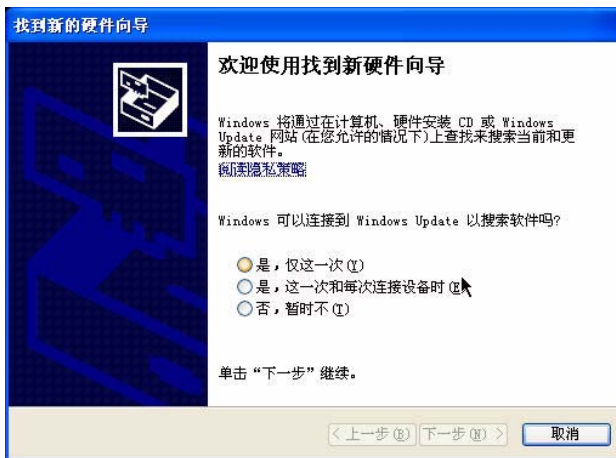 找到新的硬件向导
欢迎使用找到新硬件向导
Windows 将通过在计算机、硬件安装 CD 或 Windows
Update 网站(在您允许的情况下)上查找来搜索当前和更
新的软件。
阅读隐私策略
Windows 可以连接到 Windows Update 以搜索软件吗?
是，仅这一次(Y)
是，这一次和每次连接设备时(E)
否，暂时不(T)
单击“下一步”继续。
< 上一步(B) 下一步(N) > 取消